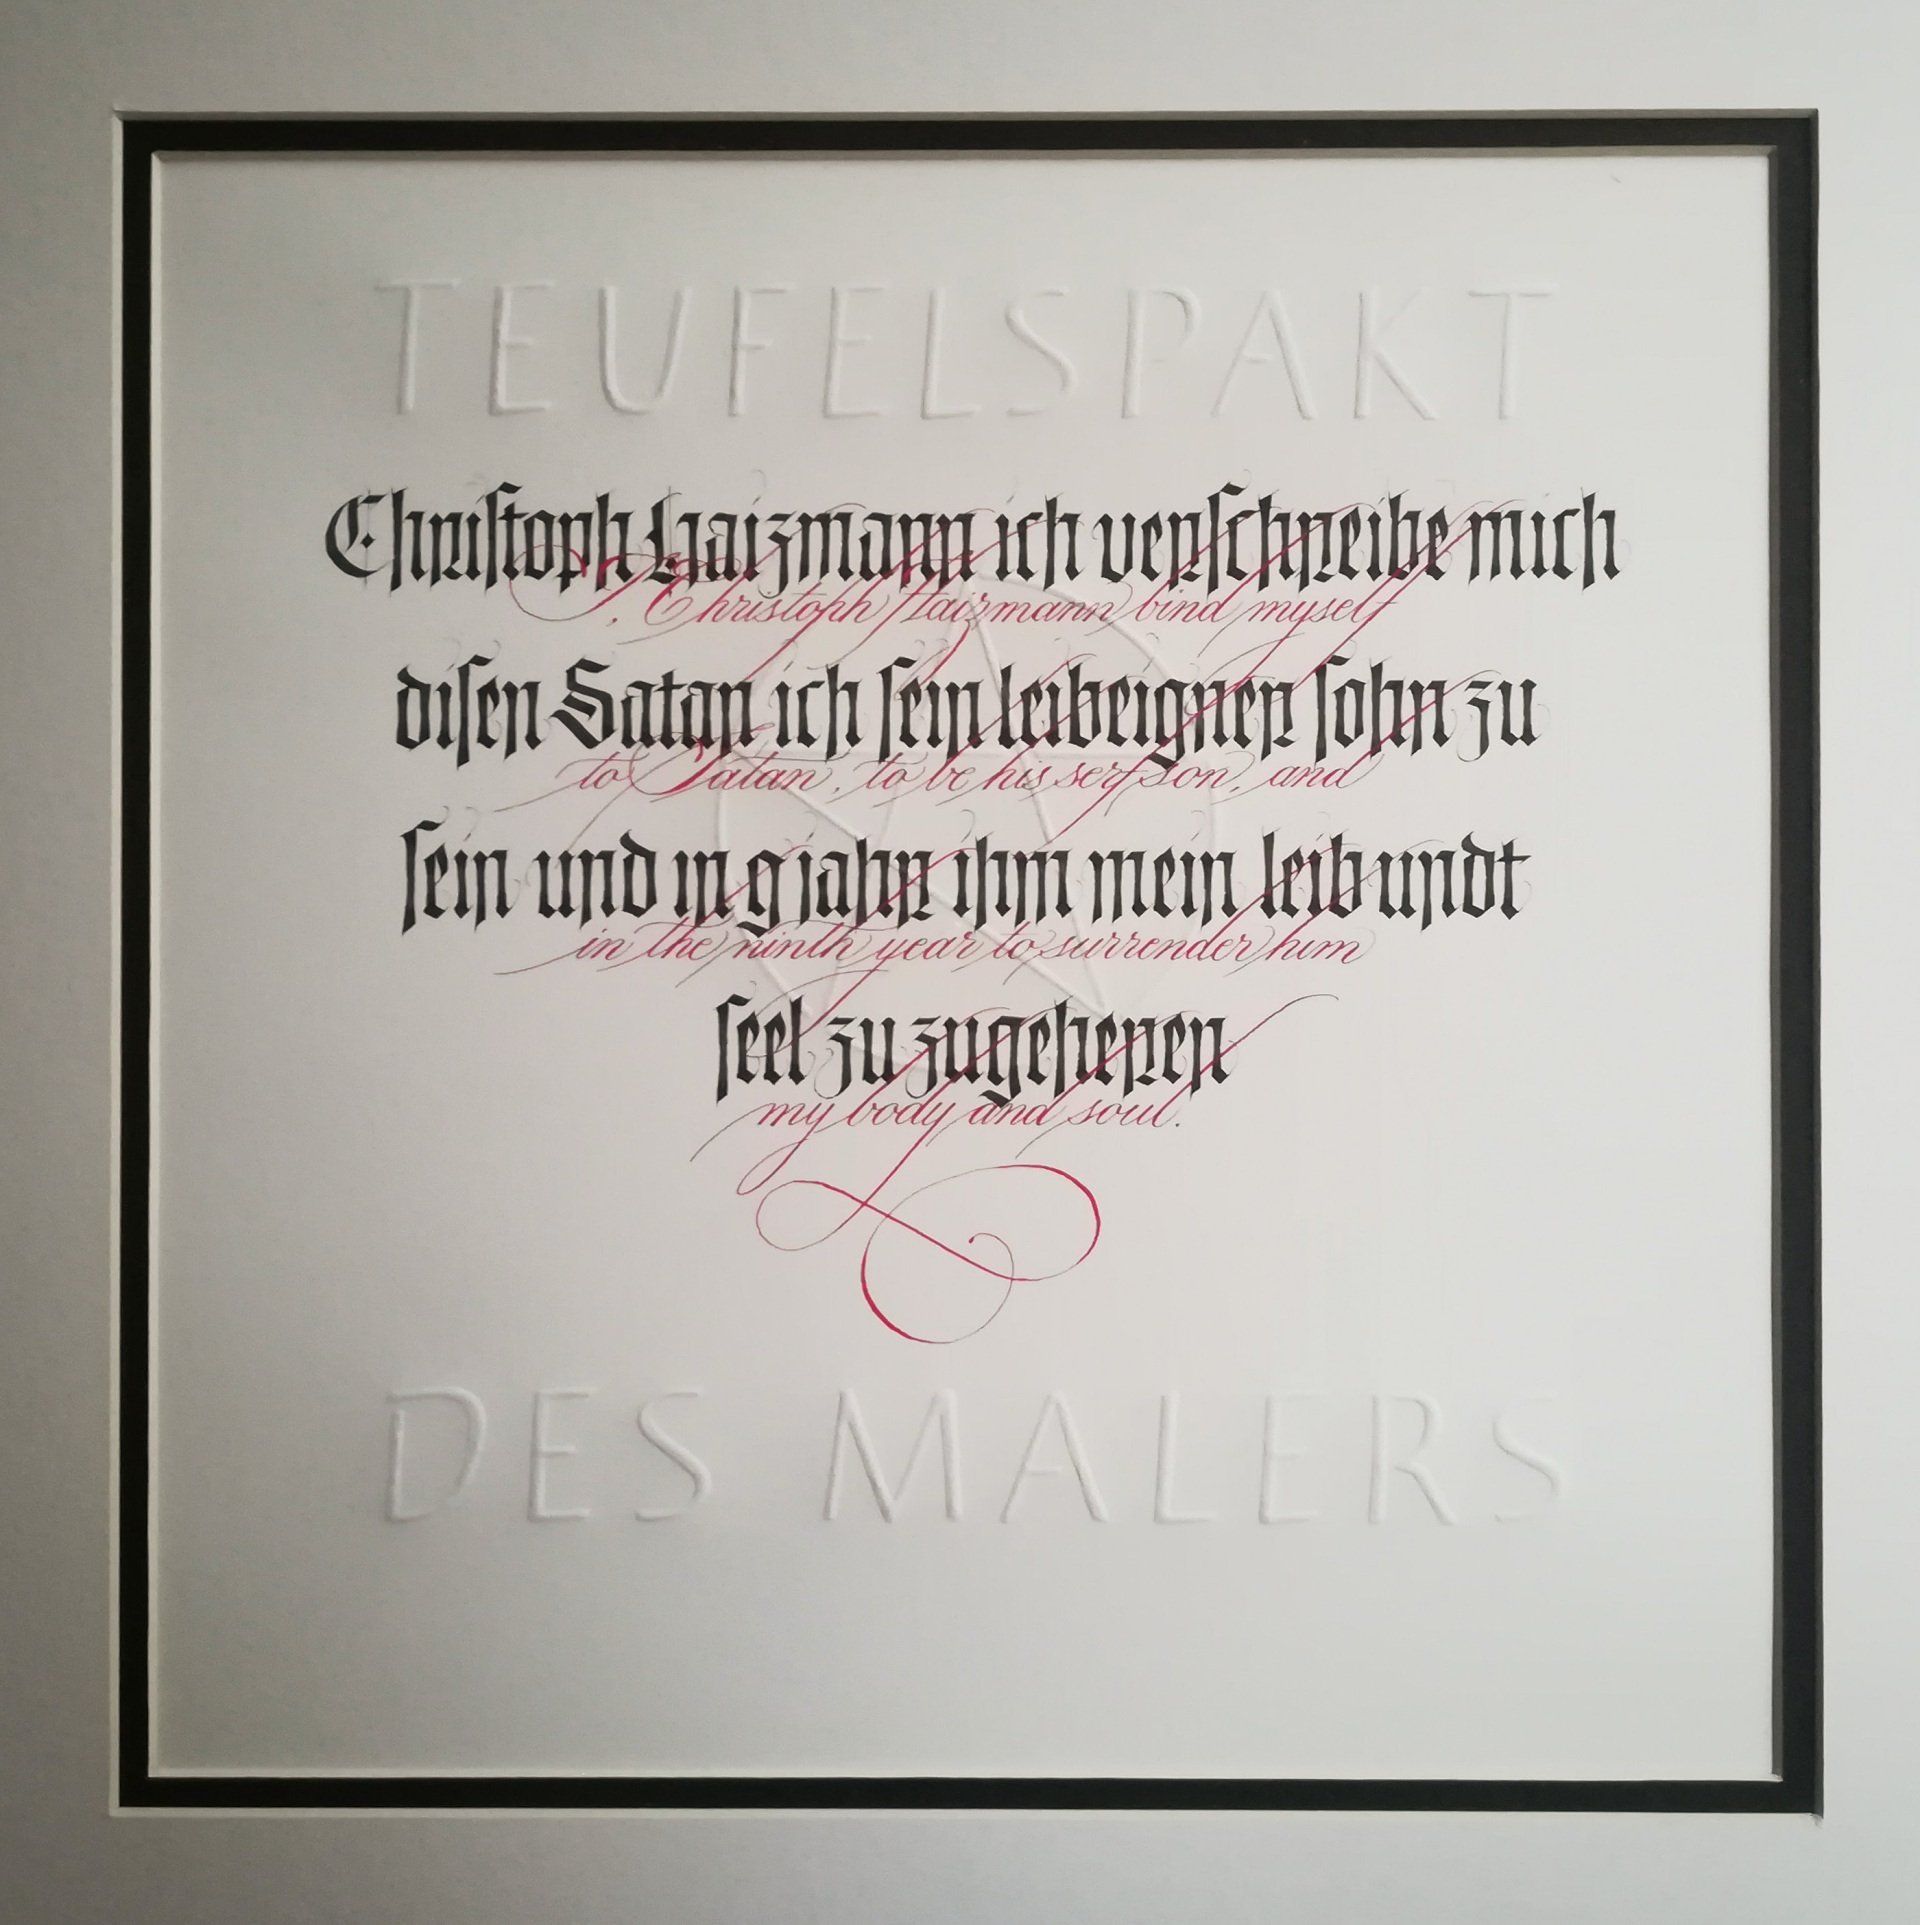 TEUFELSPAKT
Christoph Haizmann ich verschreibe mich
I, Christoph Haizmann bind myself
disen Satan ich sein leibeigner sohn zu
to Satan, to be his serf son, and
sein und in 9 jahr ihm mein leib undt
in the ninth year to surrender him
seel zu zugeheren
my body and soul.
DES MALERS